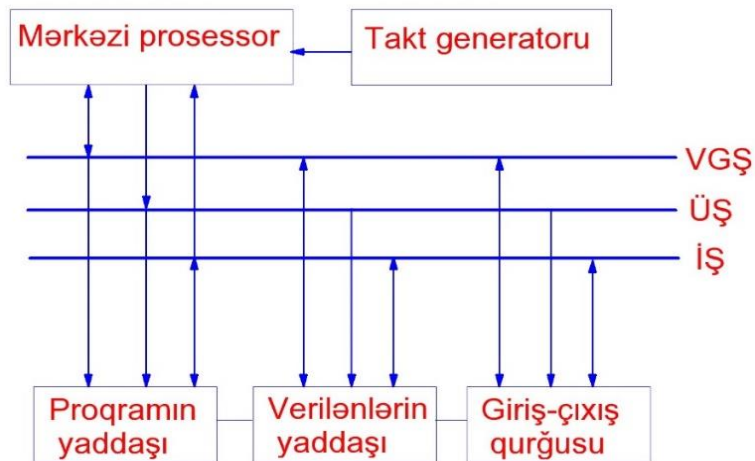 Mərkəzi prosessor
Takt generatoru
VGŞ
ÜŞ
İŞ
Proqramın
yaddaşı
Verilənlərin
yaddaşı
Giriş-çıxış
qurğusu